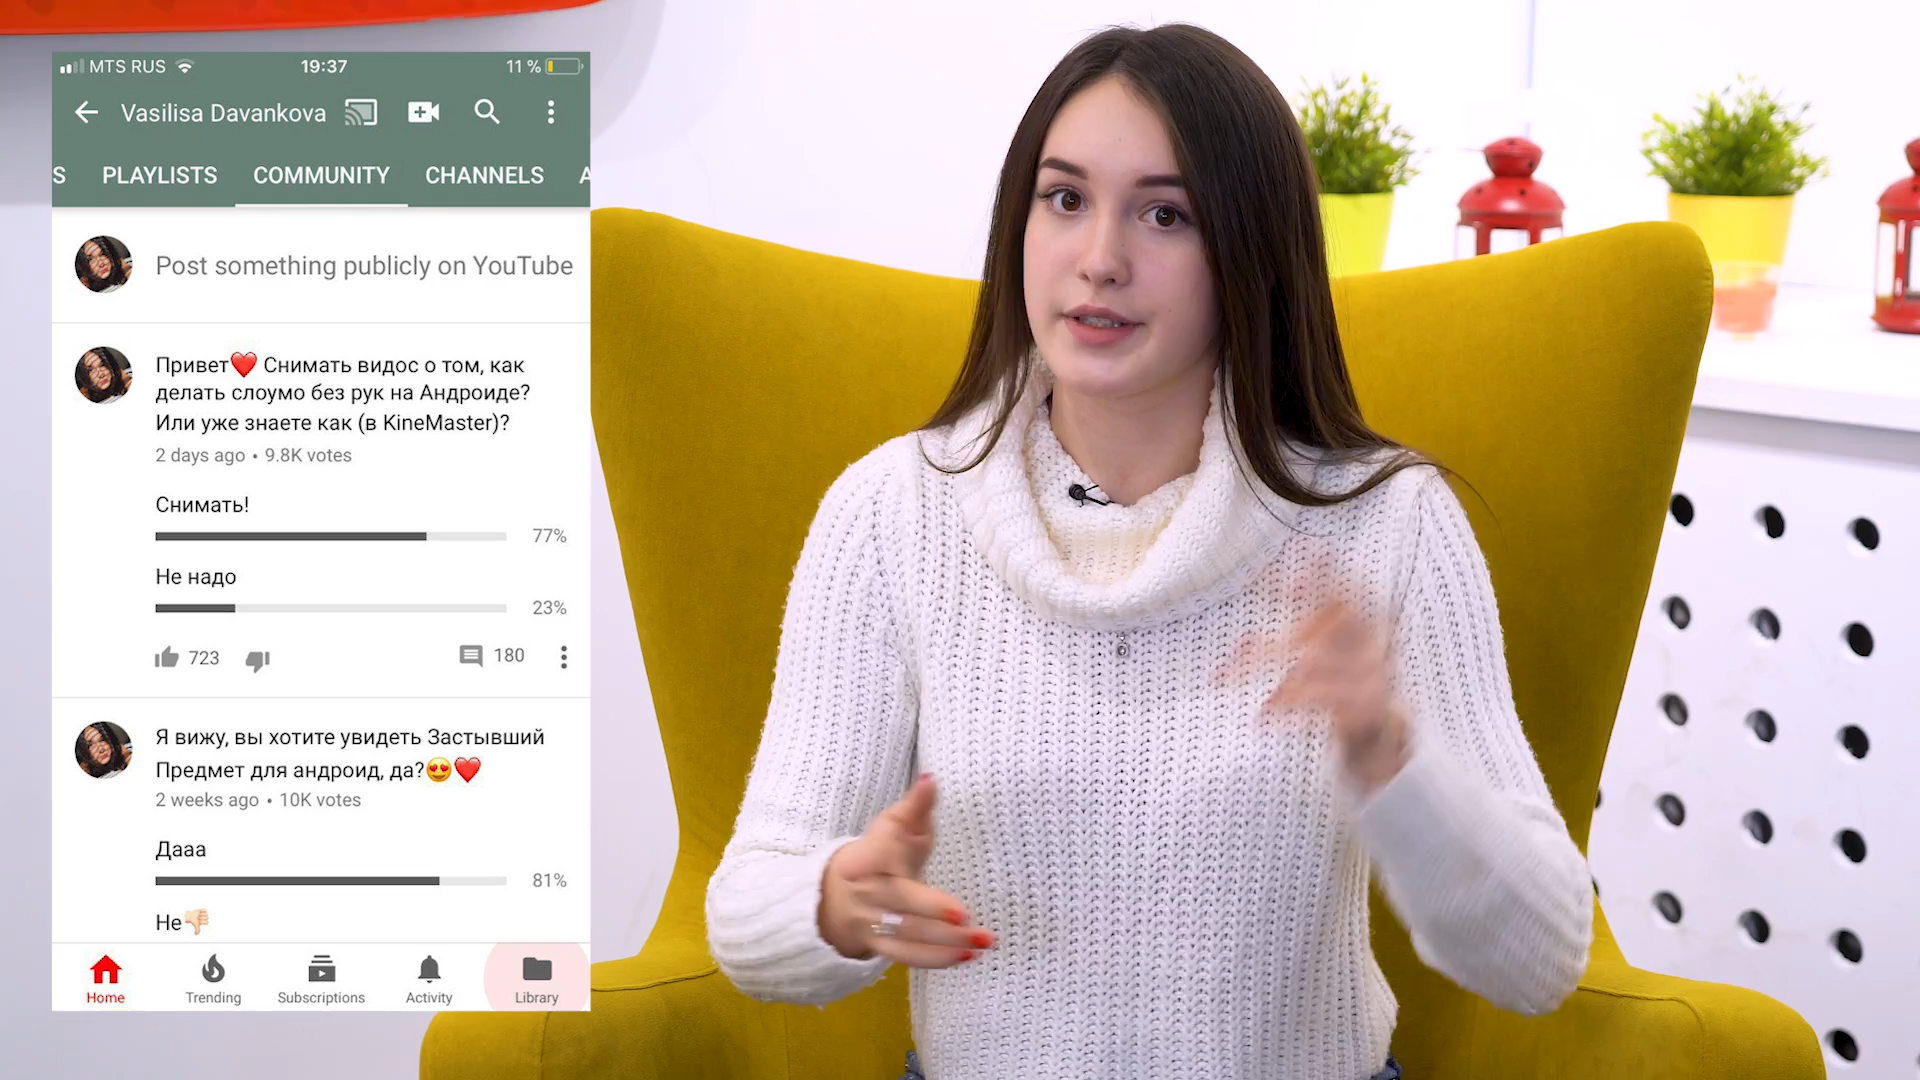 MTS RUS 19:37 11 %
Vasilisa Davankova
S PLAYLISTS COMMUNITY CHANNELS A
Post something publicly on YouTube
Привет❤️ Снимать видос о том, как
делать слоумо без рук на Андроиде?
Или уже знаете как (в KineMaster)?
2 days ago • 9.8K votes
Снимать!
77%
Не надо
23%
723 180
Я вижу, вы хотите увидеть Застывший
Предмет для андроид, да?😍❤️
2 weeks ago • 10K votes
Дааа
81%
Не👎🏻
Home Trending Subscriptions Activity Library